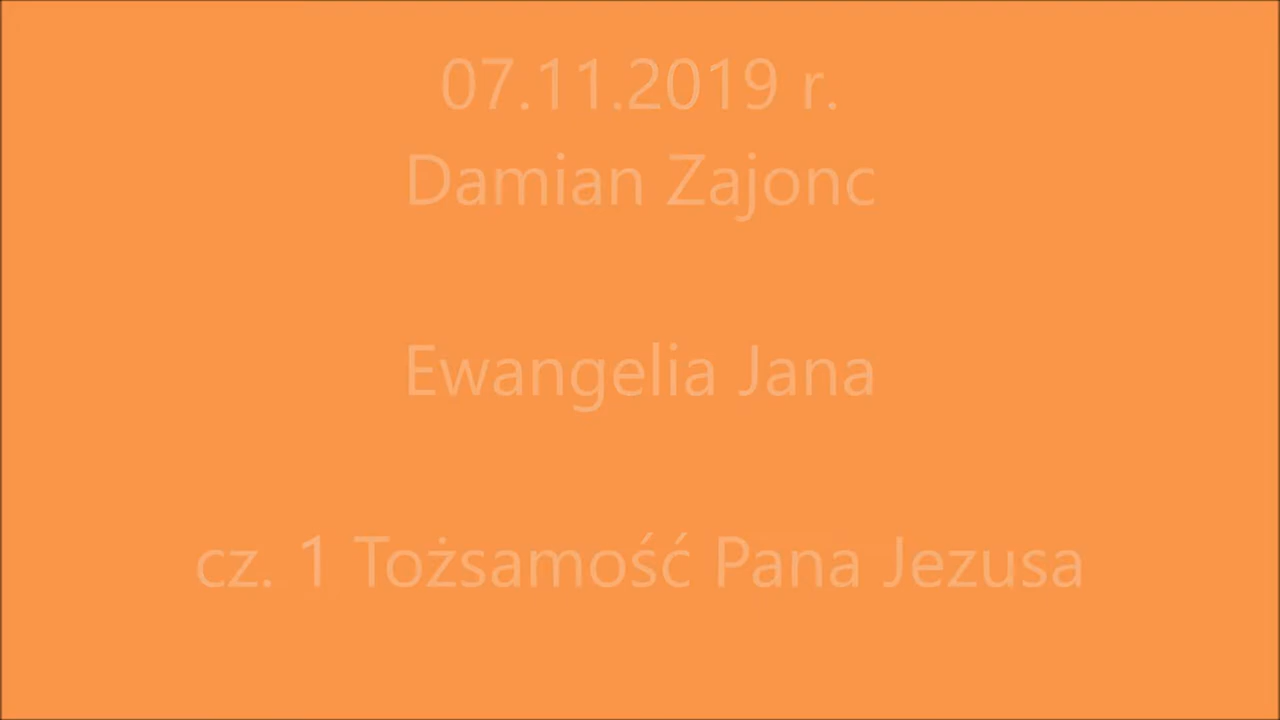 07.11.2019 r.
Damian Zajonc
Ewangelia Jana
cz. 1 Tożsamość Pana Jezusa